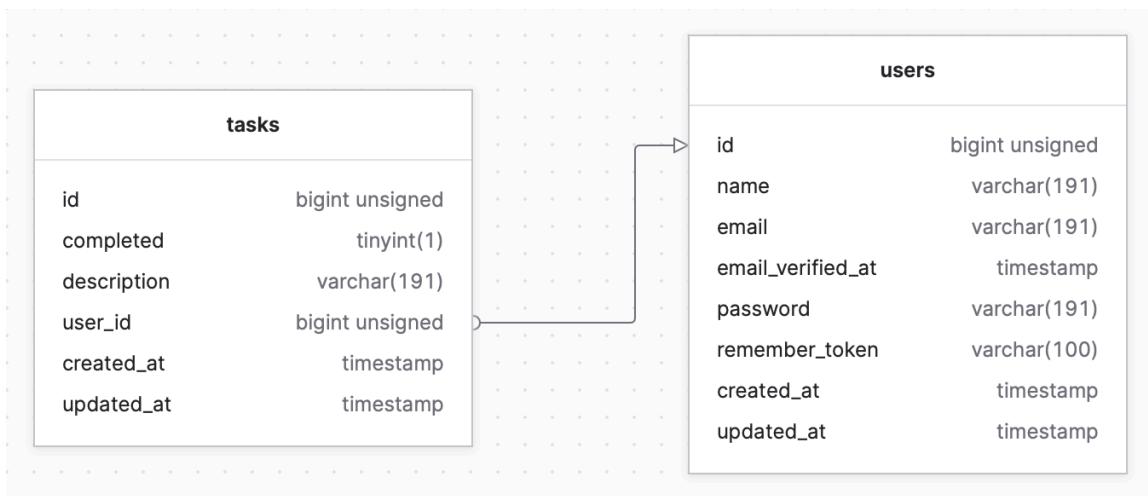 tasks
id bigint unsigned
completed tinyint(1)
description varchar(191)
user_id bigint unsigned
created_at timestamp
updated_at timestamp
users
id bigint unsigned
name varchar(191)
email varchar(191)
email_verified_at timestamp
password varchar(191)
remember_token varchar(100)
created_at timestamp
updated_at timestamp